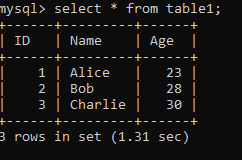 mysql> select * from table1;
+----+---------+------+
| ID | Name | Age |
+----+---------+------+
| 1 | Alice | 23 |
| 2 | Bob | 28 |
| 3 | Charlie | 30 |
+----+---------+------+
3 rows in set (1.31 sec)